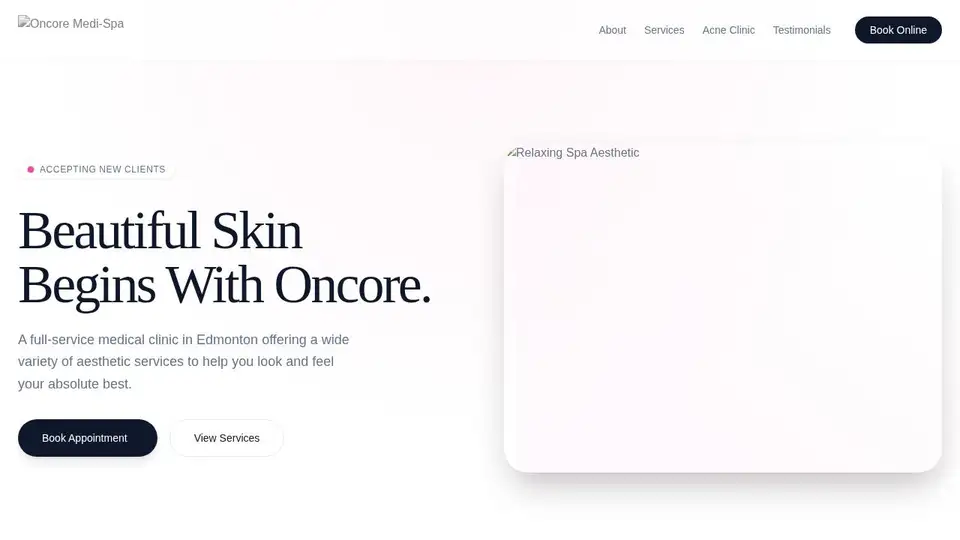 Oncore Medi-Spa
About
Services
Acne Clinic
Testimonials
Book Online
ACCEPTING NEW CLIENTS
Beautiful Skin
Begins With Oncore.
A full-service medical clinic in Edmonton offering a wide
variety of aesthetic services to help you look and feel
your absolute best.
Book Appointment
View Services
Relaxing Spa Aesthetic